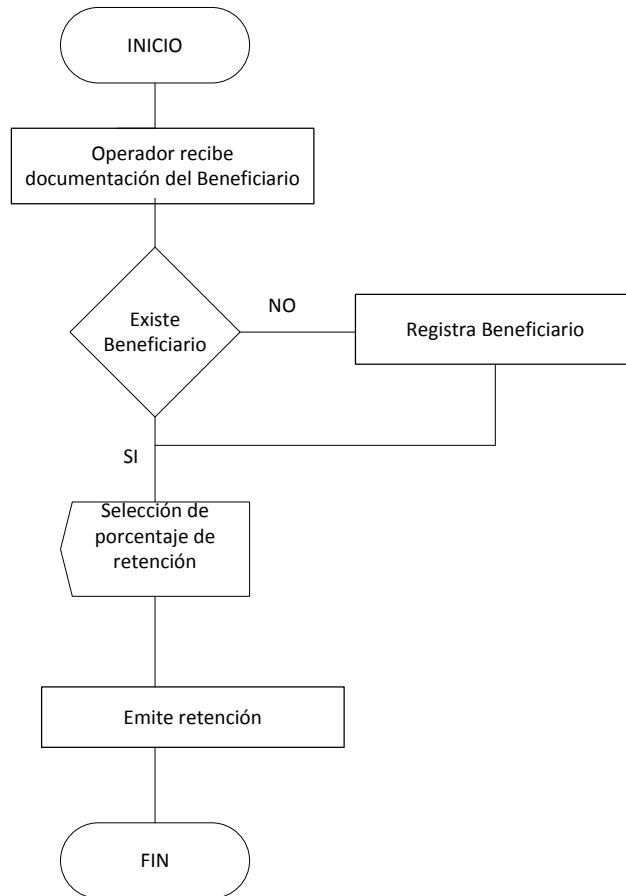 INICIO
Operador recibe
documentación del Beneficiario
Existe
Beneficiario
NO
Registra Beneficiario
SI
Selección de
porcentaje de
retención
Emite retención
FIN